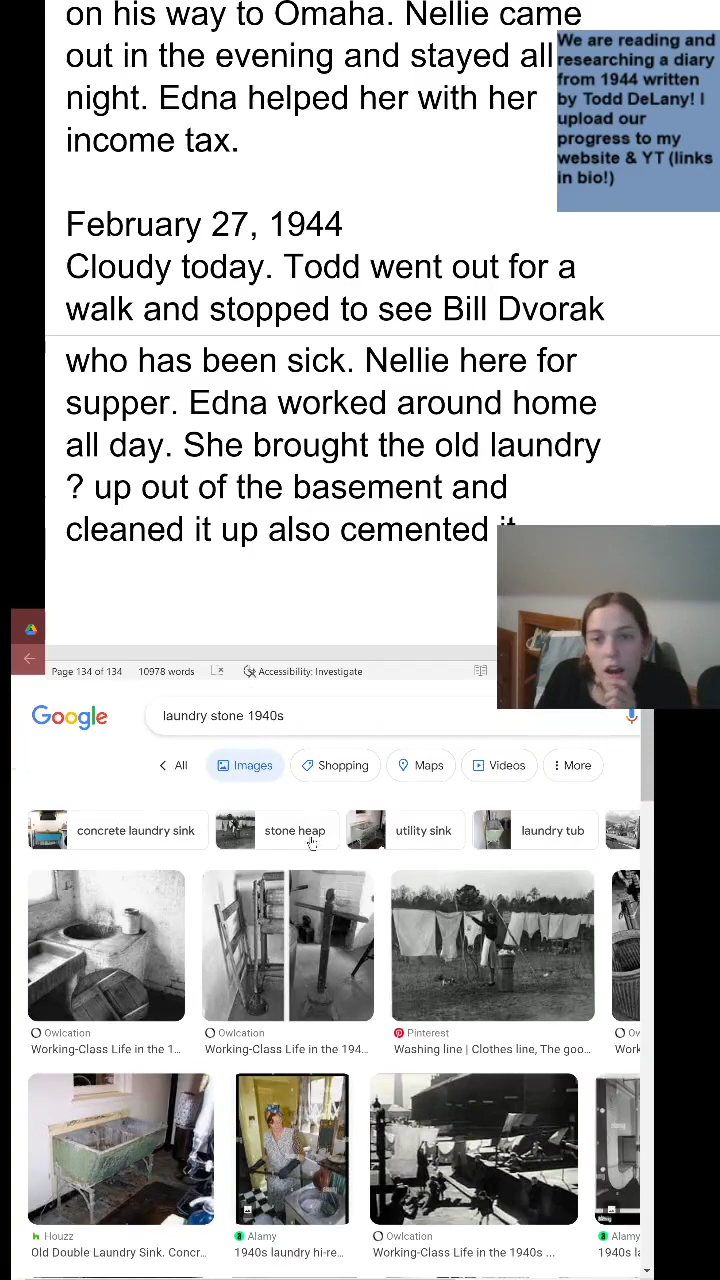 on his way to Omaha. Nellie came
out in the evening and stayed all
night. Edna helped her with her
income tax.
We are reading and
researching a diary
from 1944 written
by Todd DeLany! I
upload our
progress to my
website & YT (links
in bio!)
February 27, 1944
Cloudy today. Todd went out for a
walk and stopped to see Bill Dvorak
who has been sick. Nellie here for
supper. Edna worked around home
all day. She brought the old laundry
? up out of the basement and
cleaned it up also cemented it
Page 134 of 134 10978 words Accessibility: Investigate
Google laundry stone 1940s
All Images Shopping Maps Videos More
concrete laundry sink stone heap utility sink laundry tub
Owlcation Owlcation Pinterest
Working-Class Life in the 1... Working-Class Life in the 194... Washing line | Clothes line, The goo... Work
Houzz Alamy Owlcation Alamy
Old Double Laundry Sink. Concr... 1940s laundry hi-re... Working-Class Life in the 1940s ... 1940s la